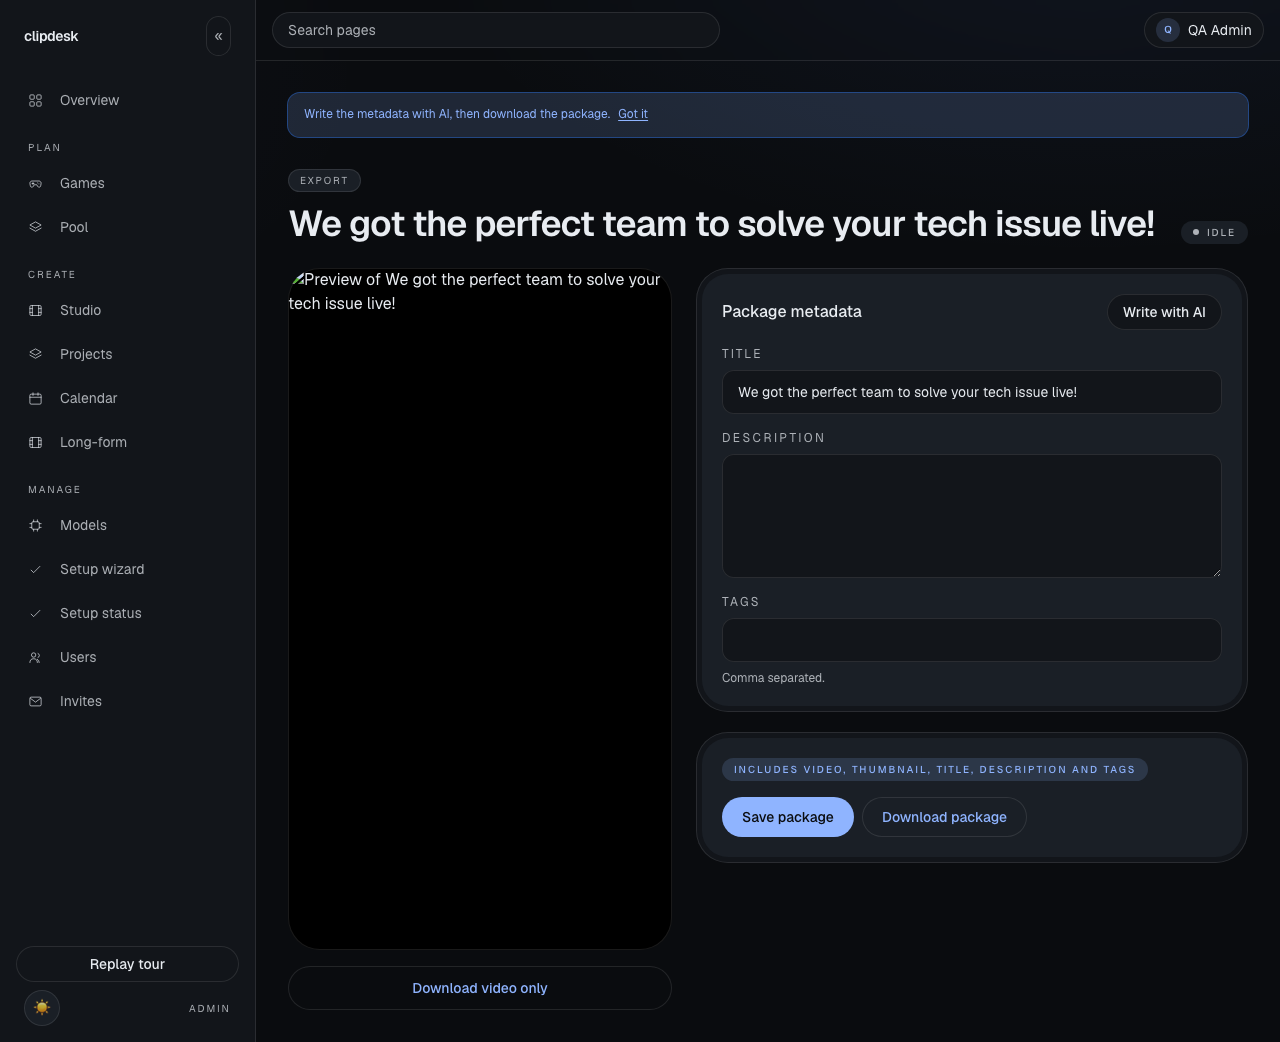 clipdesk
«
Search pages
Q
QA Admin
Overview
PLAN
Games
Pool
CREATE
Studio
Projects
Calendar
Long-form
MANAGE
Models
Setup wizard
Setup status
Users
Invites
Replay tour
ADMIN
Write the metadata with AI, then download the package. Got it
EXPORT
We got the perfect team to solve your tech issue live!
IDLE
Preview of We got the perfect team to solve your
tech issue live!
Download video only
Package metadata
Write with AI
TITLE
We got the perfect team to solve your tech issue live!
DESCRIPTION
TAGS
Comma separated.
INCLUDES VIDEO, THUMBNAIL, TITLE, DESCRIPTION AND TAGS
Save package
Download package